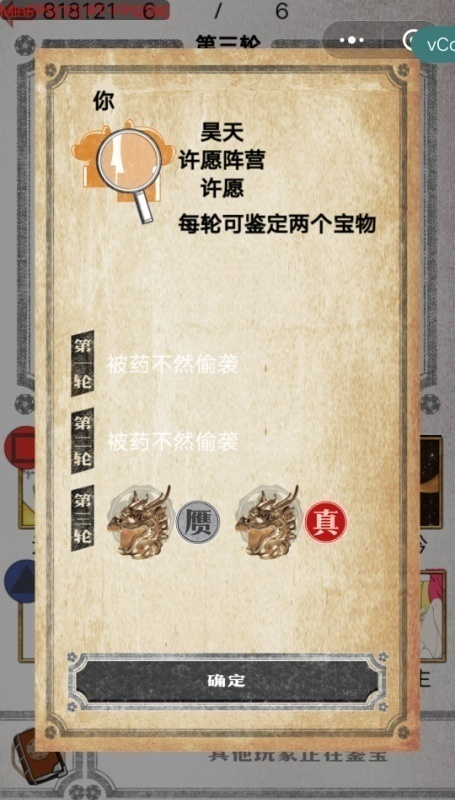 818121 6 / 6
第三轮
vCo
你
昊天
许愿阵营
许愿
每轮可鉴定两个宝物
第一轮
被药不然偷袭
第二轮
被药不然偷袭
第三轮
赝
真
确定
其他玩家正在鉴宝